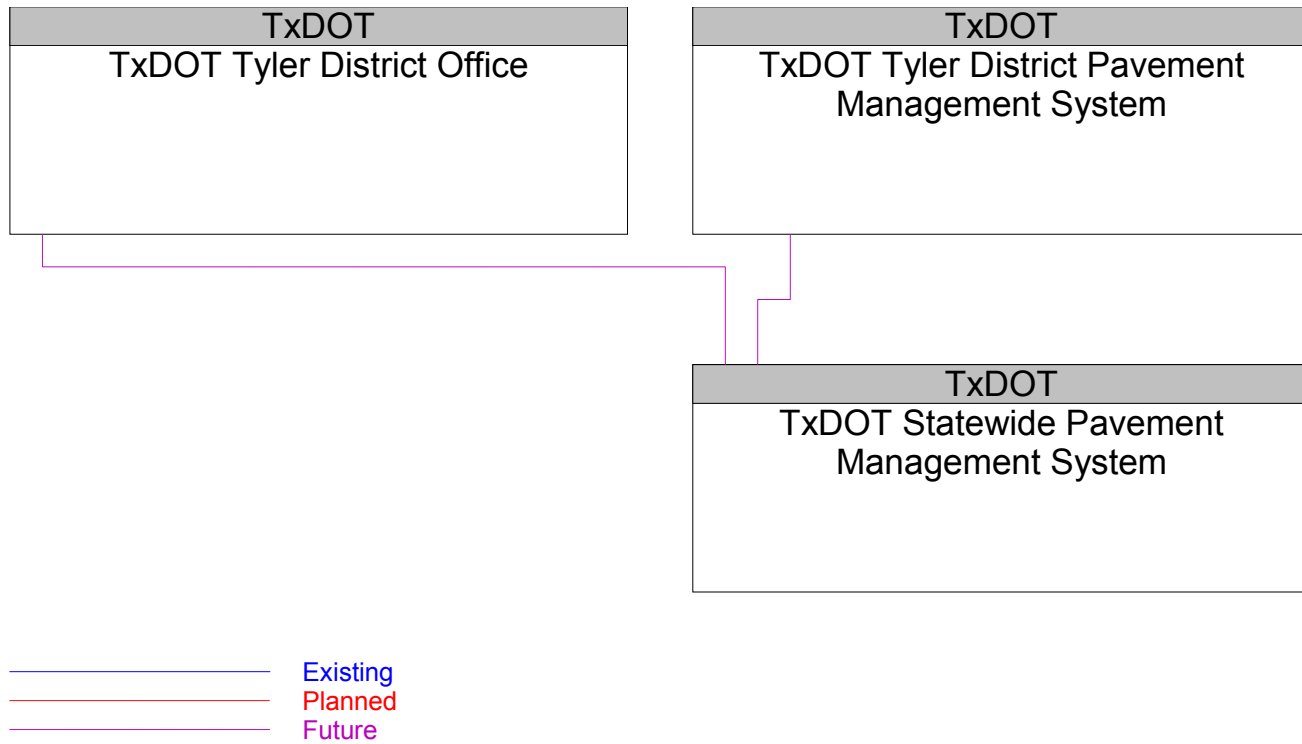 TxDOT
TxDOT Tyler District Office
TxDOT
TxDOT Tyler District Pavement
Management System
TxDOT
TxDOT Statewide Pavement
Management System
Existing
Planned
Future